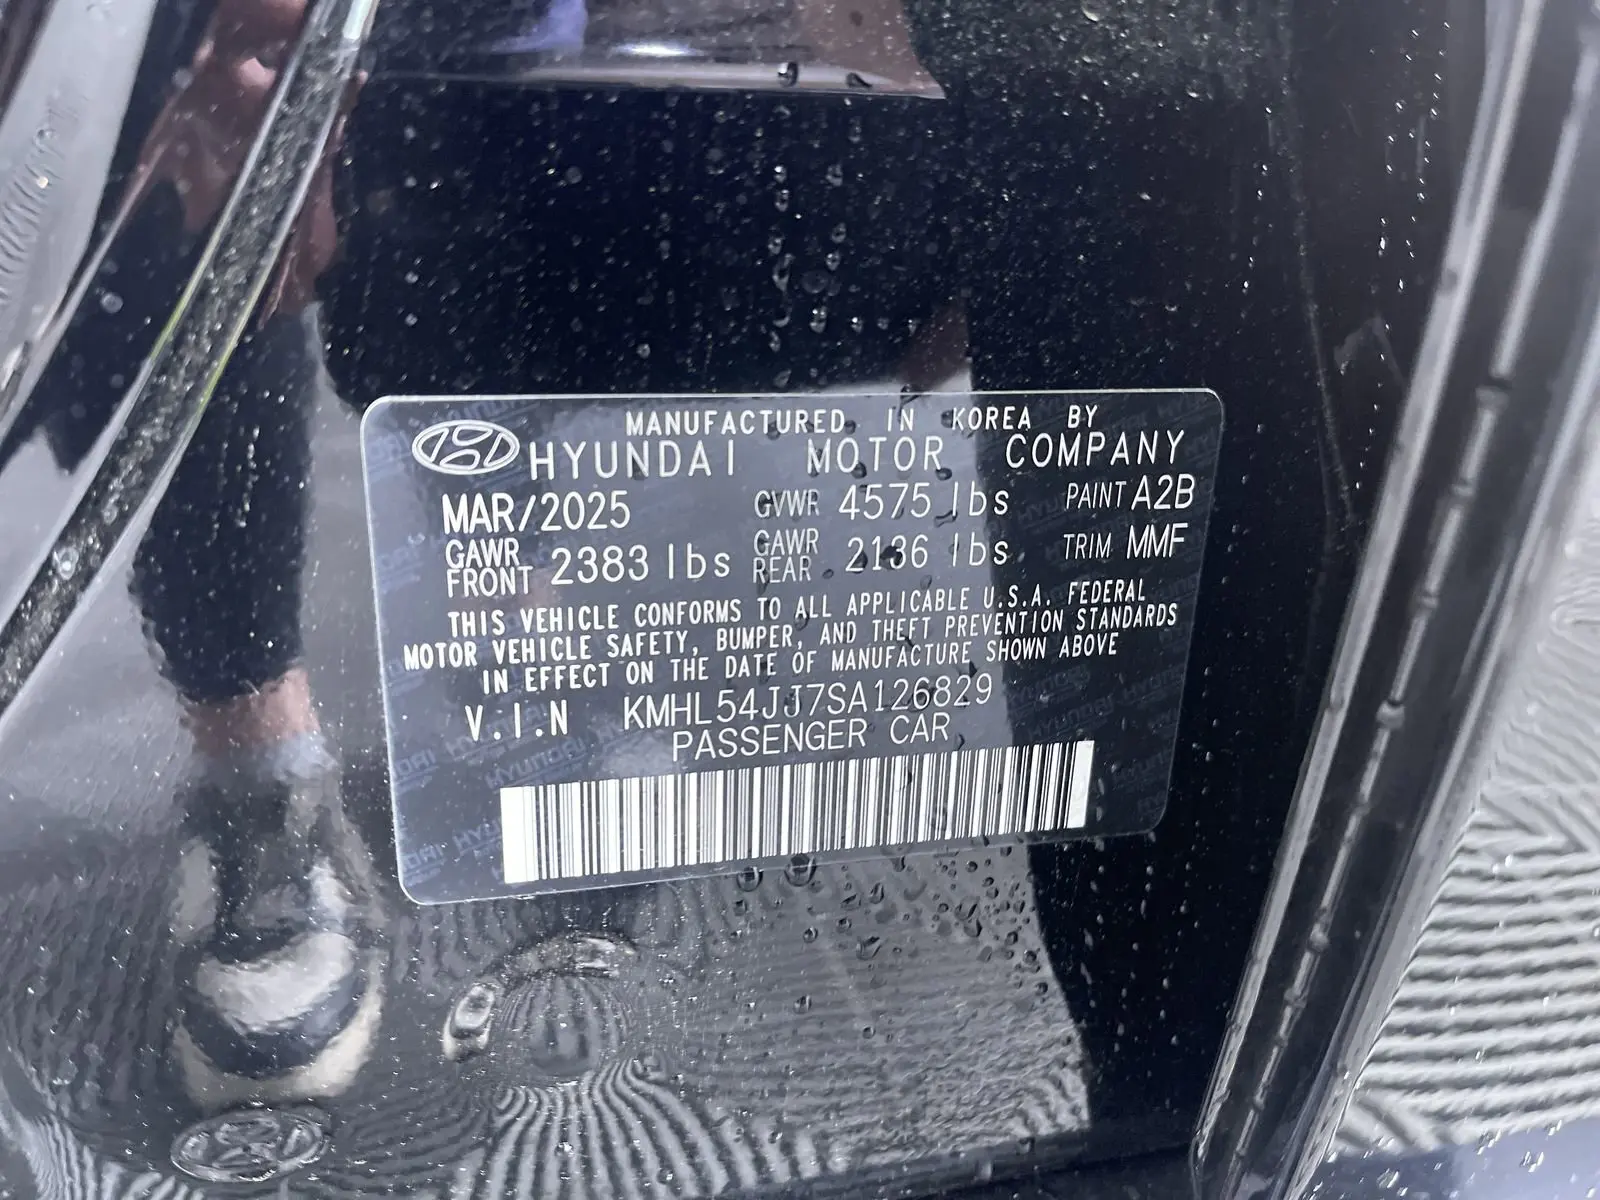 MANUFACTURED IN KOREA BY
HYUNDAI MOTOR COMPANY
MAR/2025 GVWR 4575 lbs PAINT A2B
GAWR FRONT 2383 lbs GAWR REAR 2136 lbs TRIM MMF
THIS VEHICLE CONFORMS TO ALL APPLICABLE U.S.A. FEDERAL
MOTOR VEHICLE SAFETY, BUMPER, AND THEFT PREVENTION STANDARDS
IN EFFECT ON THE DATE OF MANUFACTURE SHOWN ABOVE
V.I.N KMHL54JJ7SA126829
PASSENGER CAR